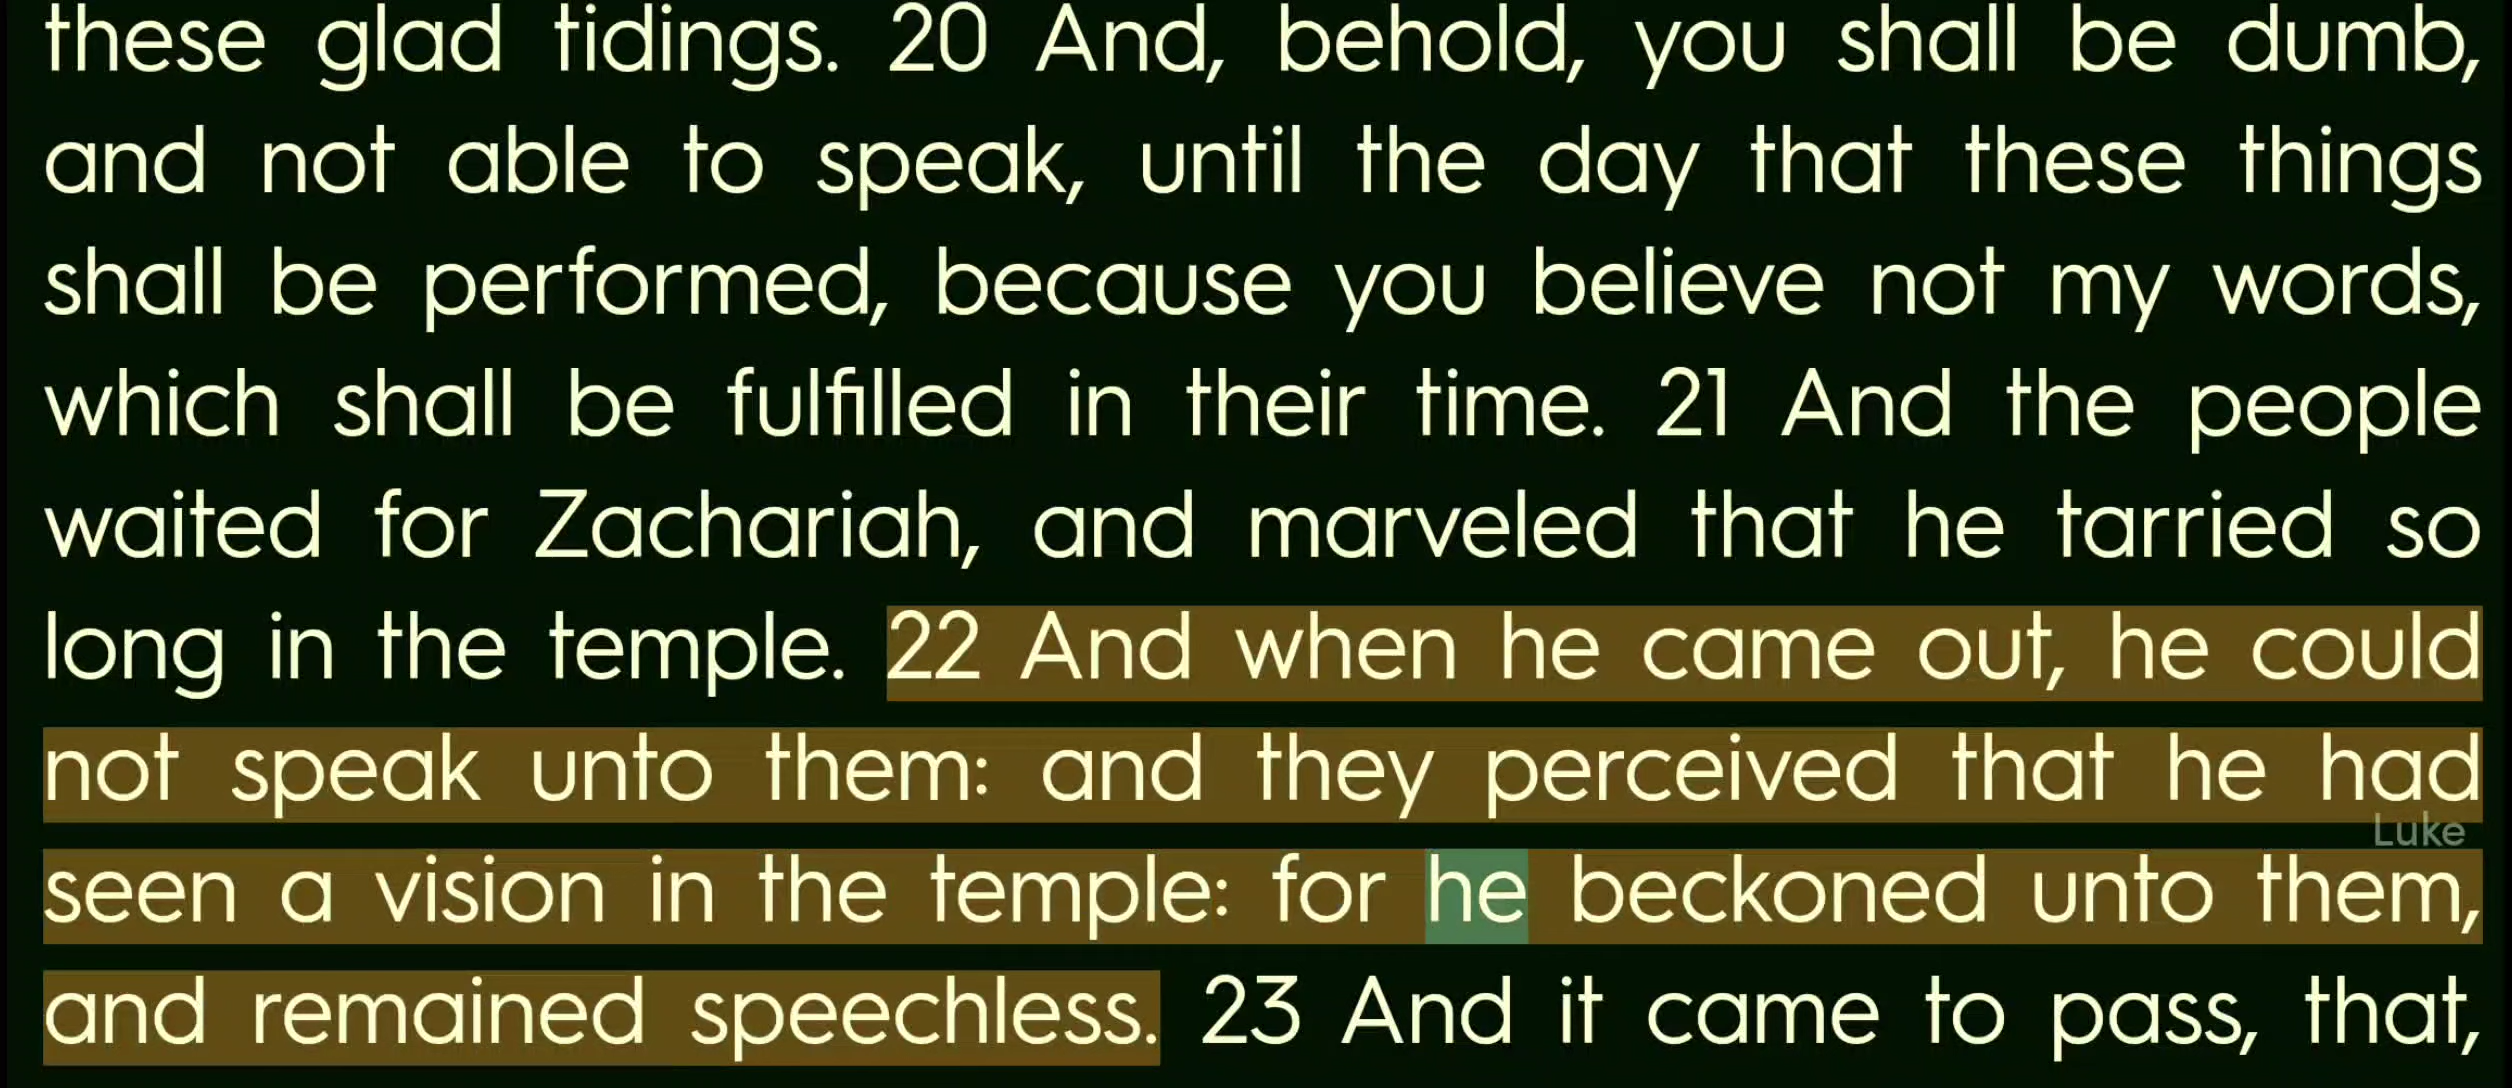 these glad tidings. 20 And, behold, you shall be dumb,
and not able to speak, until the day that these things
shall be performed, because you believe not my words,
which shall be fulfilled in their time. 21 And the people
waited for Zachariah, and marveled that he tarried so
long in the temple. 22 And when he came out, he could
not speak unto them: and they perceived that he had
Luke
seen a vision in the temple: for he beckoned unto them,
and remained speechless. 23 And it came to pass, that,